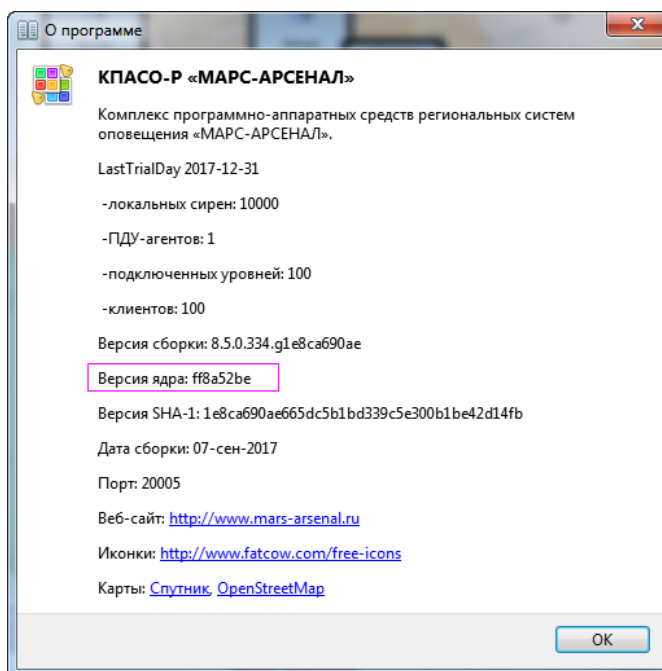 О программе
КПАСО-Р «МАРС-АРСЕНАЛ»
Комплекс программно-аппаратных средств региональных систем
оповещения «МАРС-АРСЕНАЛ».
LastTrialDay 2017-12-31
-локальных сирен: 10000
-ПДУ-агентов: 1
-подключенных уровней: 100
-клиентов: 100
Версия сборки: 8.5.0.334.g1e8ca690ae
Версия ядра: ff8a52be
Версия SHA-1: 1e8ca690ae665dc5b1bd339c5e300b1be42d14fb
Дата сборки: 07-сен-2017
Порт: 20005
Веб-сайт: http://www.mars-arsenal.ru
Иконки: http://www.fatcow.com/free-icons
Карты: Спутник, OpenStreetMap
OK